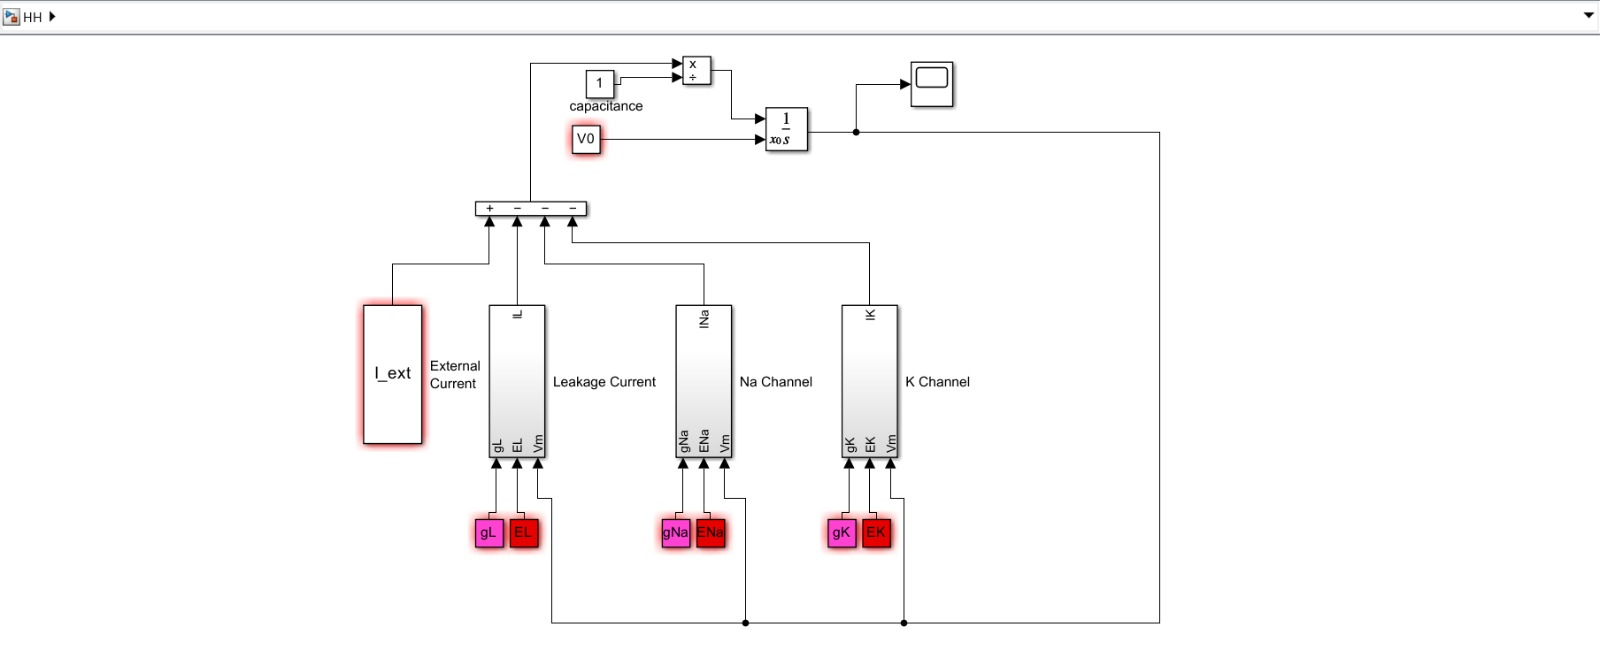 HH
x
÷
1
capacitance
V0
1
x₀ s
+ − − −
I_ext
External
Current
IL
Leakage Current
gL
EL
Vm
INa
Na Channel
gNa
ENa
Vm
IK
K Channel
gK
EK
Vm
gL
EL
gNa
ENa
gK
EK